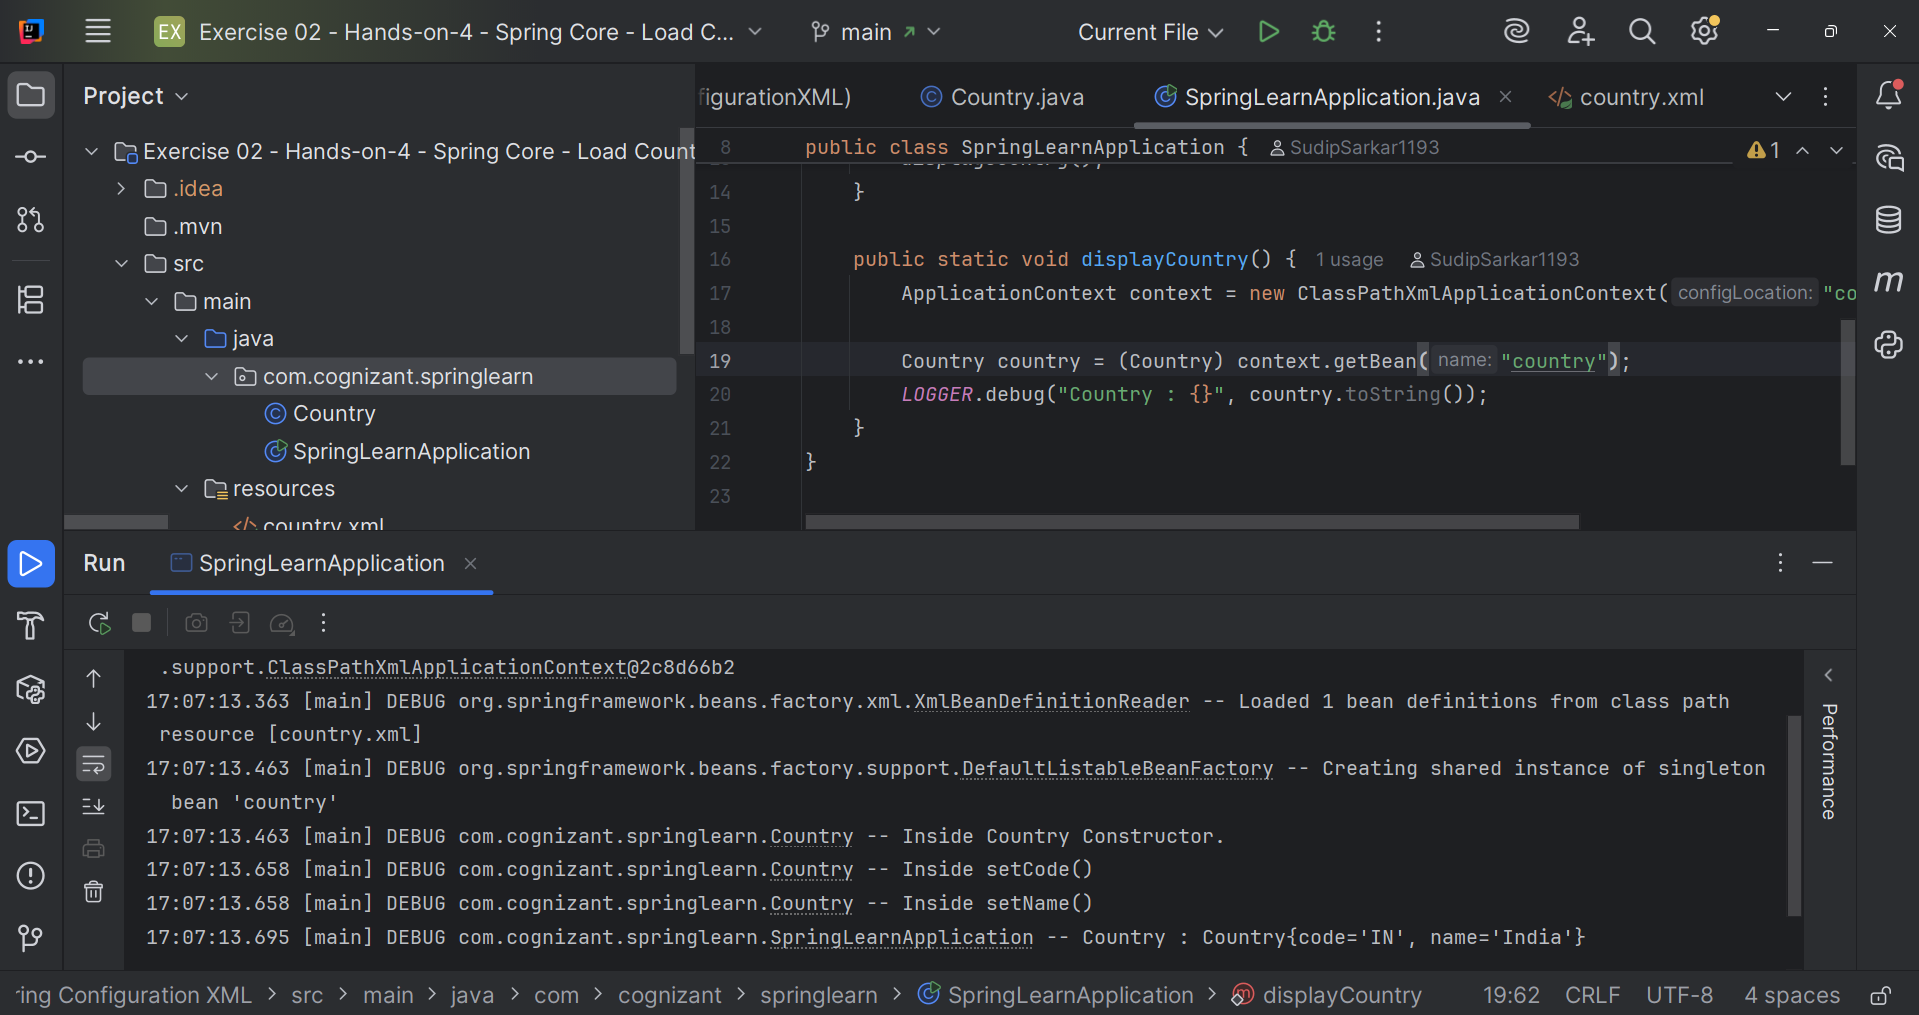 EX Exercise 02 - Hands-on-4 - Spring Core - Load C... main Current File
Project
Exercise 02 - Hands-on-4 - Spring Core - Load Count
.idea
.mvn
src
main
java
com.cognizant.springlearn
Country
SpringLearnApplication
resources
country.xml
figurationXML) Country.java SpringLearnApplication.java country.xml
8 public class SpringLearnApplication { SudipSarkar1193 1
14 }
15
16 public static void displayCountry() { 1 usage SudipSarkar1193
17 ApplicationContext context = new ClassPathXmlApplicationContext( configLocation: "co
18
19 Country country = (Country) context.getBean( name: "country");
20 LOGGER.debug("Country : {}", country.toString());
21 }
22 }
23
Run SpringLearnApplication
.support.ClassPathXmlApplicationContext@2c8d66b2
17:07:13.363 [main] DEBUG org.springframework.beans.factory.xml.XmlBeanDefinitionReader -- Loaded 1 bean definitions from class path
resource [country.xml]
17:07:13.463 [main] DEBUG org.springframework.beans.factory.support.DefaultListableBeanFactory -- Creating shared instance of singleton
bean 'country'
17:07:13.463 [main] DEBUG com.cognizant.springlearn.Country -- Inside Country Constructor.
17:07:13.658 [main] DEBUG com.cognizant.springlearn.Country -- Inside setCode()
17:07:13.658 [main] DEBUG com.cognizant.springlearn.Country -- Inside setName()
17:07:13.695 [main] DEBUG com.cognizant.springlearn.SpringLearnApplication -- Country : Country{code='IN', name='India'}
Performance
ring Configuration XML > src > main > java > com > cognizant > springlearn > SpringLearnApplication > displayCountry 19:62 CRLF UTF-8 4 spaces